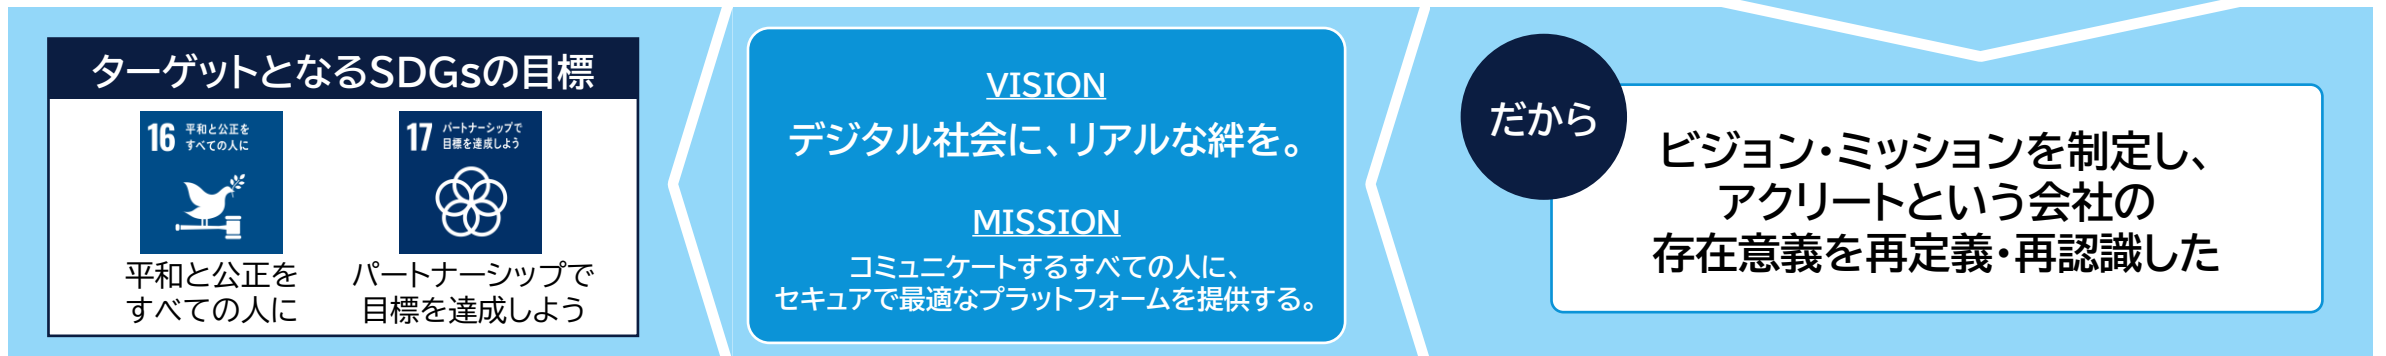 ターゲットとなるSDGsの目標
16 平和と公正を
すべての人に
17 パートナーシップで
目標を達成しよう
平和と公正を
すべての人に
パートナーシップで
目標を達成しよう
VISION
デジタル社会に、リアルな絆を。
MISSION
コミュニケートするすべての人に、
セキュアで最適なプラットフォームを提供する。
だから
ビジョン・ミッションを制定し、
アクリートという会社の
存在意義を再定義・再認識した